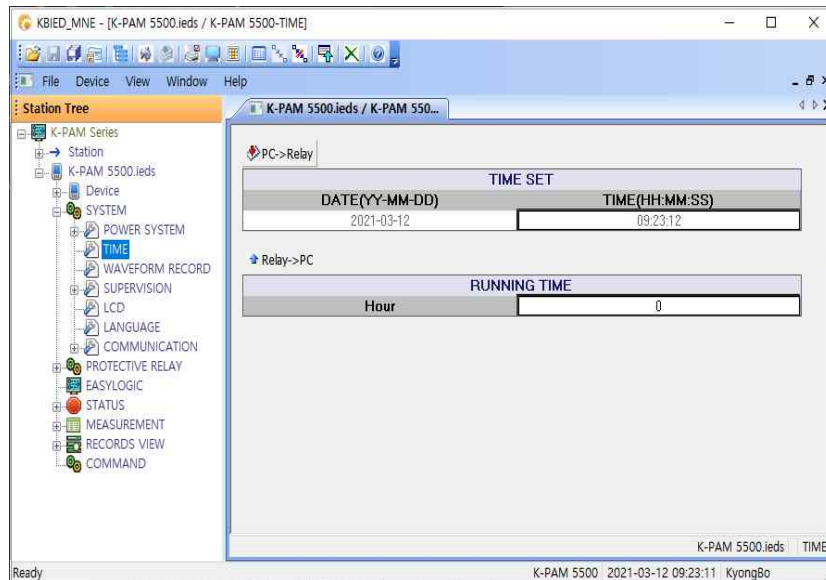 KBIED_MNE - [K-PAM 5500.ieds / K-PAM 5500-TIME]
File Device View Window Help
Station Tree
K-PAM 5500.ieds / K-PAM 550...
K-PAM Series
Station
K-PAM 5500.ieds
Device
SYSTEM
POWER SYSTEM
TIME
WAVEFORM RECORD
SUPERVISION
LCD
LANGUAGE
COMMUNICATION
PROTECTIVE RELAY
EASYLOGIC
STATUS
MEASUREMENT
RECORDS VIEW
COMMAND
PC->Relay
TIME SET
DATE(YY-MM-DD) TIME(HH:MM:SS)
2021-03-12 09:23:12
Relay->PC
RUNNING TIME
Hour 0
K-PAM 5500.ieds TIME
Ready K-PAM 5500 2021-03-12 09:23:11 KyongBo